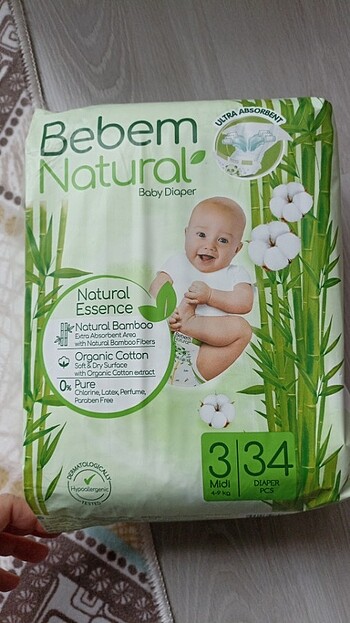 ULTRA ABSORBENT
Bebem
Natural
Baby Diaper
Natural
Essence
Natural Bamboo
Extra Absorbent Area
with Natural Bamboo Fibers
Organic Cotton
Soft & Dry Surface
with Organic Cotton extract
0% Pure
Chlorine, Latex, Perfume,
Paraben Free
DERMATOLOGICALLY
Hypoallergenic
TESTED
3 34
Midi DIAPER
4-9 kg PCS